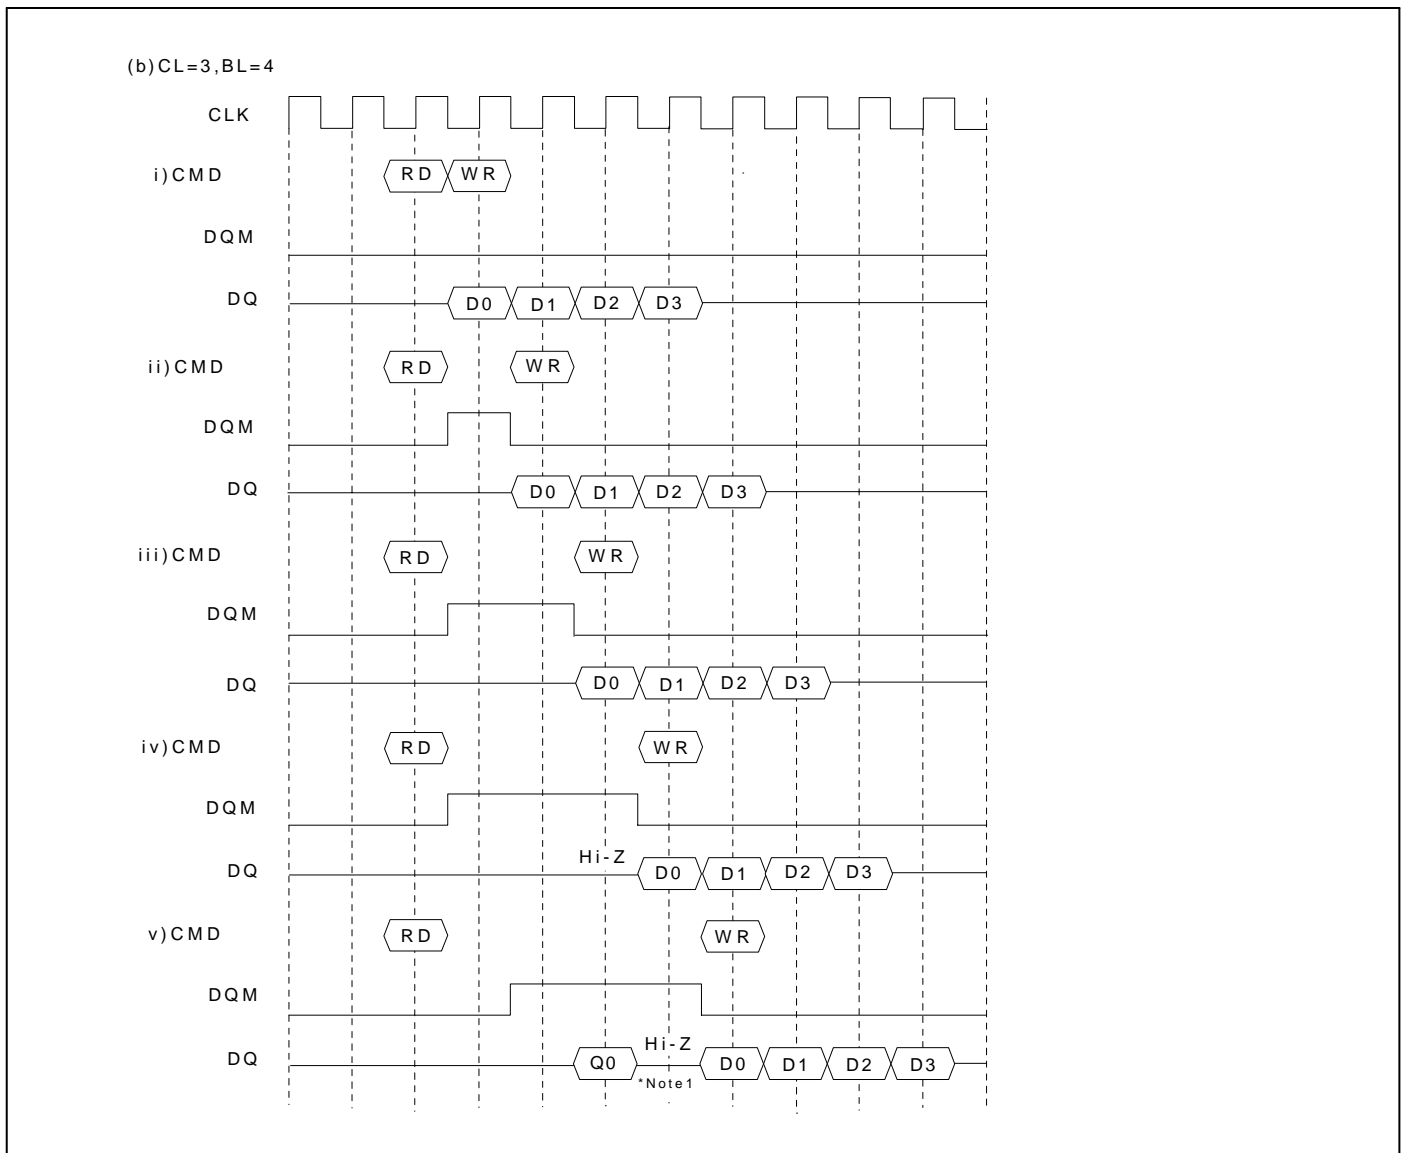 (b)CL=3,BL=4
CLK
i)CMD RD WR
DQM
DQ D0 D1 D2 D3
ii)CMD RD WR
DQM
DQ D0 D1 D2 D3
iii)CMD RD WR
DQM
DQ D0 D1 D2 D3
iv)CMD RD WR
DQM
Hi-Z
DQ D0 D1 D2 D3
v)CMD RD WR
DQM
Hi-Z
DQ Q0 D0 D1 D2 D3
*Note1